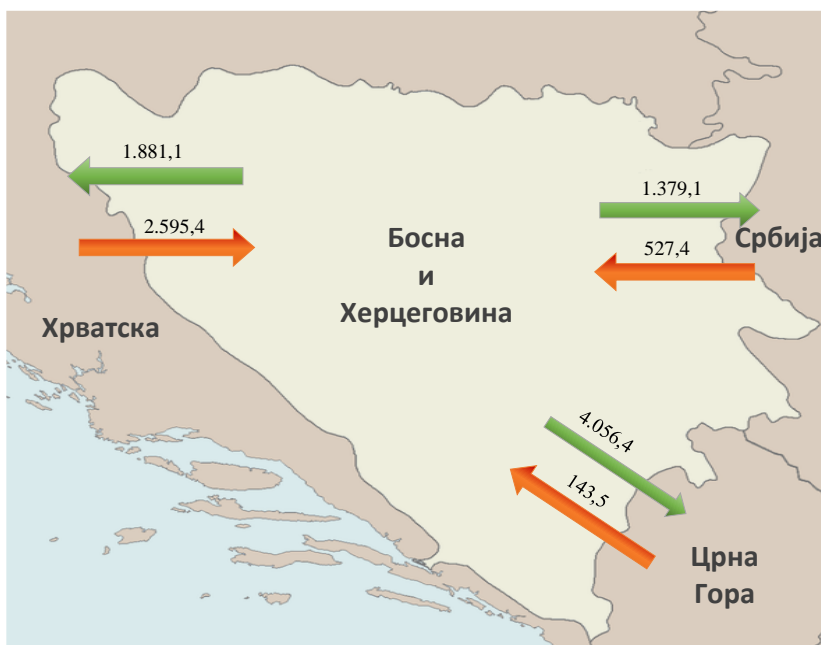 1.881,1
1.379,1
2.595,4
Босна
и
Херцеговина
Србија
527,4
Хрватска
4.056,4
143,5
Црна
Гора